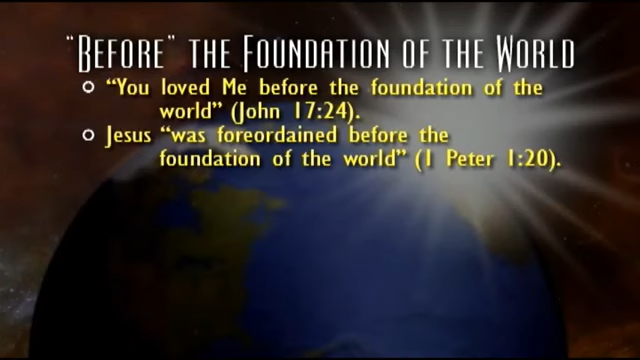 "Before" the Foundation of the World
“You loved Me before the foundation of the
world” (John 17:24).
Jesus “was foreordained before the
foundation of the world” (1 Peter 1:20).